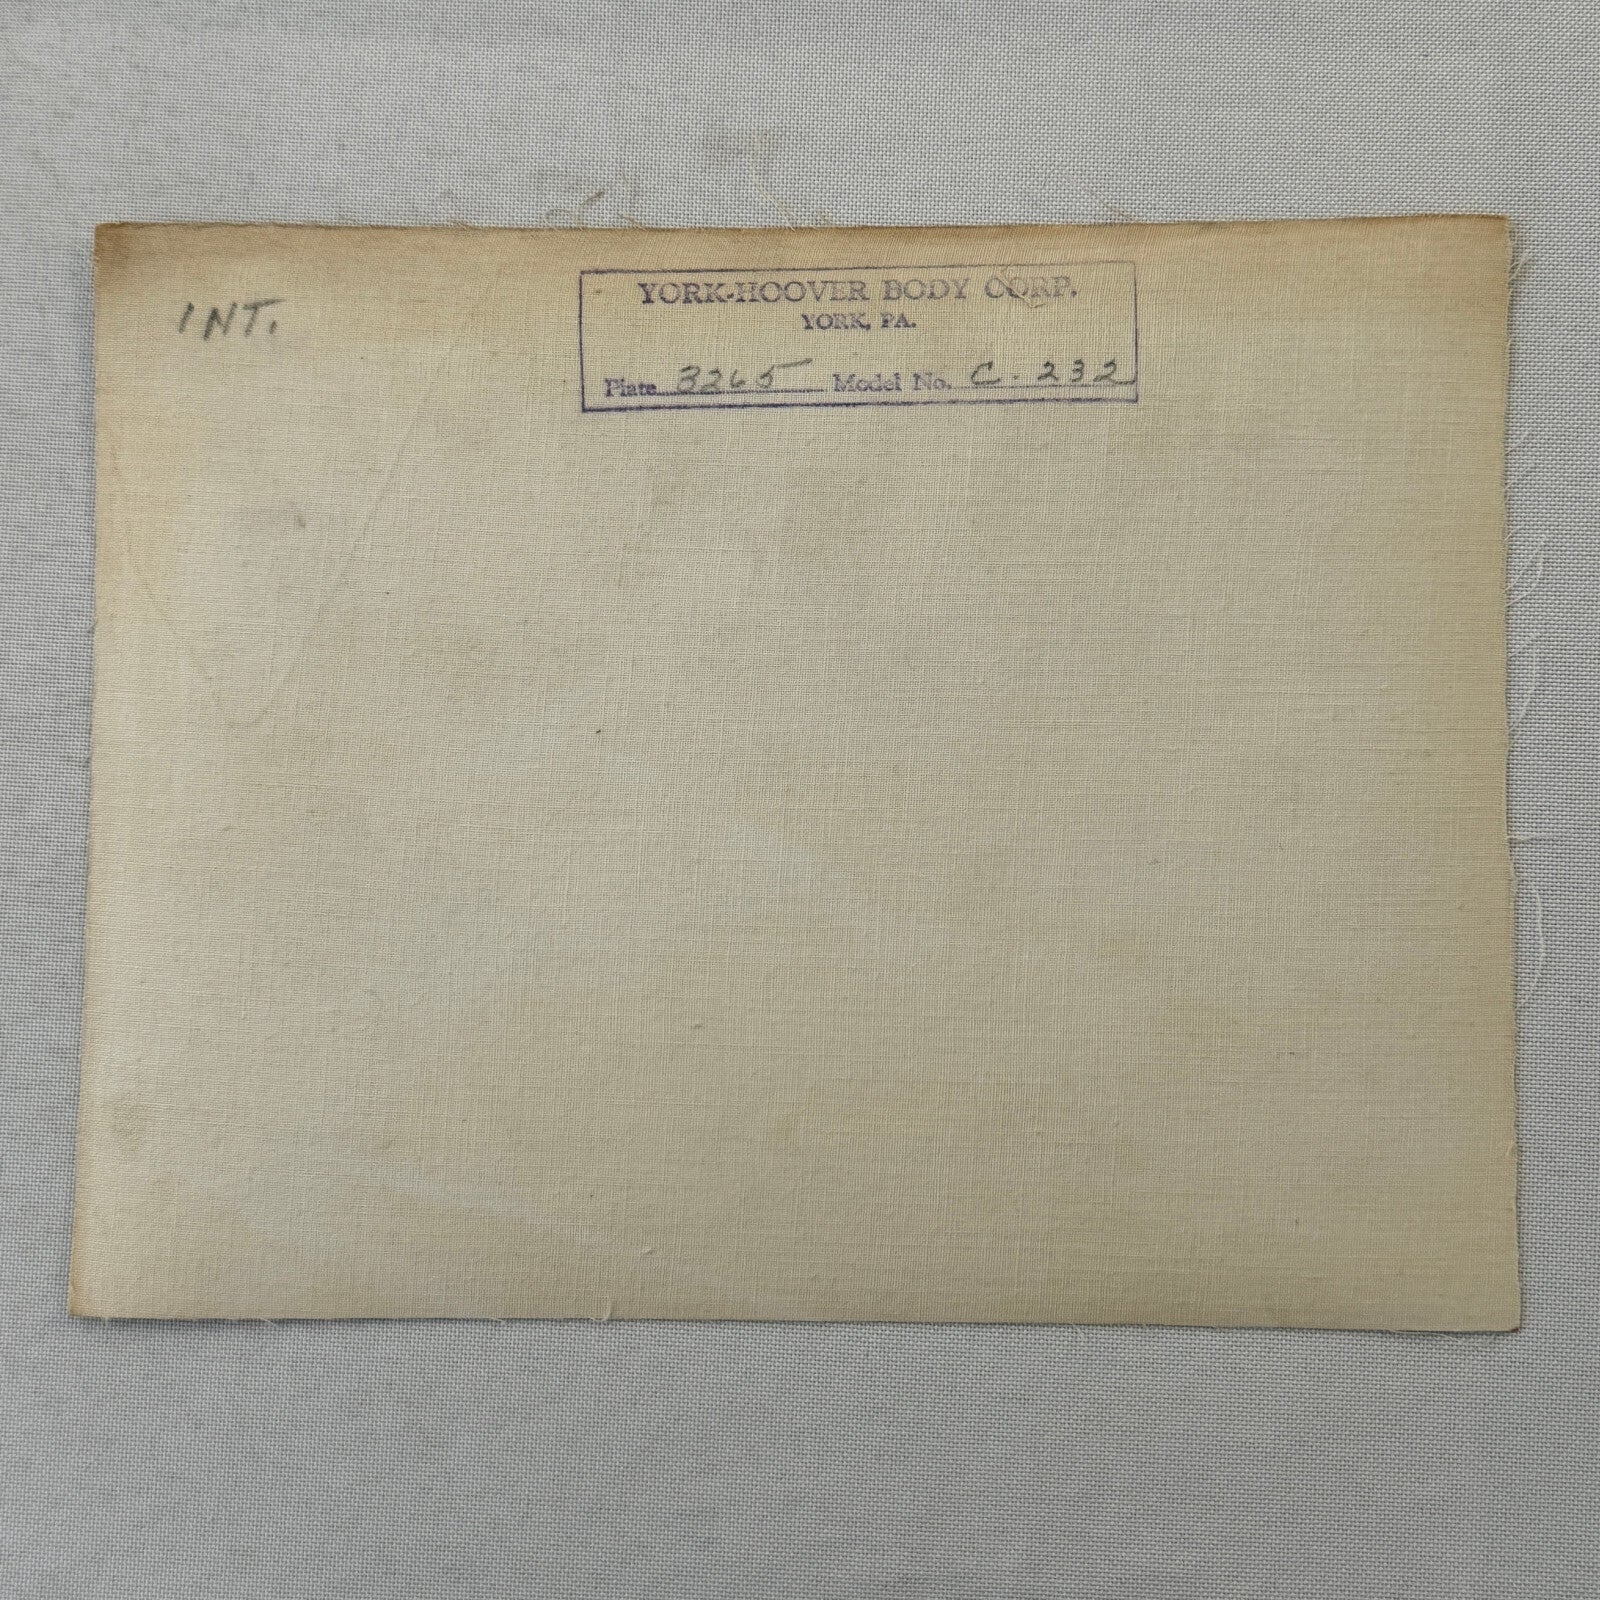 INT.
YORK-HOOVER BODY CORP.
YORK, PA.
Plate 3265 Model No. C-232